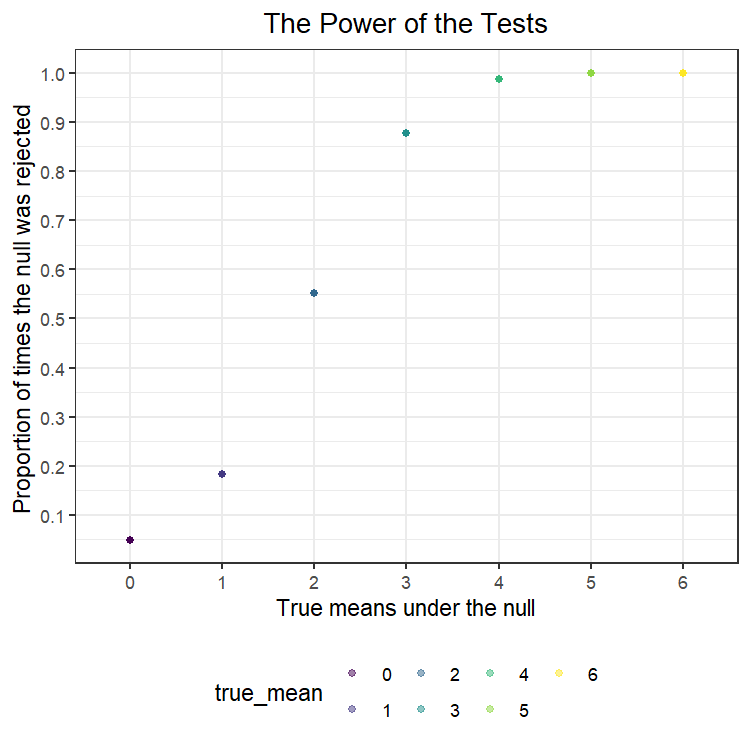 The Power of the Tests
Proportion of times the null was rejected
1.0
0.9
0.8
0.7
0.6
0.5
0.4
0.3
0.2
0.1
0 1 2 3 4 5 6
True means under the null
true_mean
0 2 4 6
1 3 5